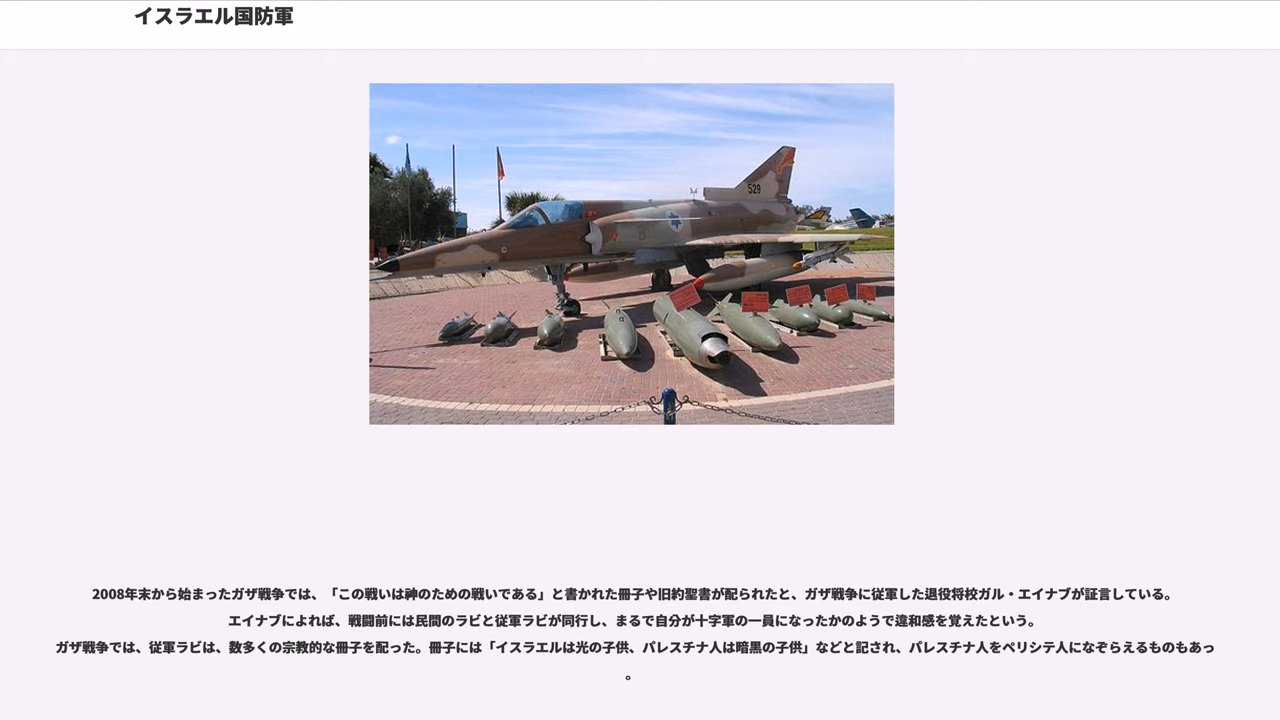 イスラエル国防軍
529
2008年末から始まったガザ戦争では、「この戦いは神のための戦いである」と書かれた冊子や旧約聖書が配られたと、ガザ戦争に従軍した退役将校ガル・エイナブが証言している。
エイナブによれば、戦闘前には民間のラビと従軍ラビが同行し、まるで自分が十字軍の一員になったかのようで違和感を覚えたという。
ガザ戦争では、従軍ラビは、数多くの宗教的な冊子を配った。冊子には「イスラエルは光の子供、パレスチナ人は暗黒の子供」などと記され、パレスチナ人をペリシテ人になぞらえるものもあっ
。